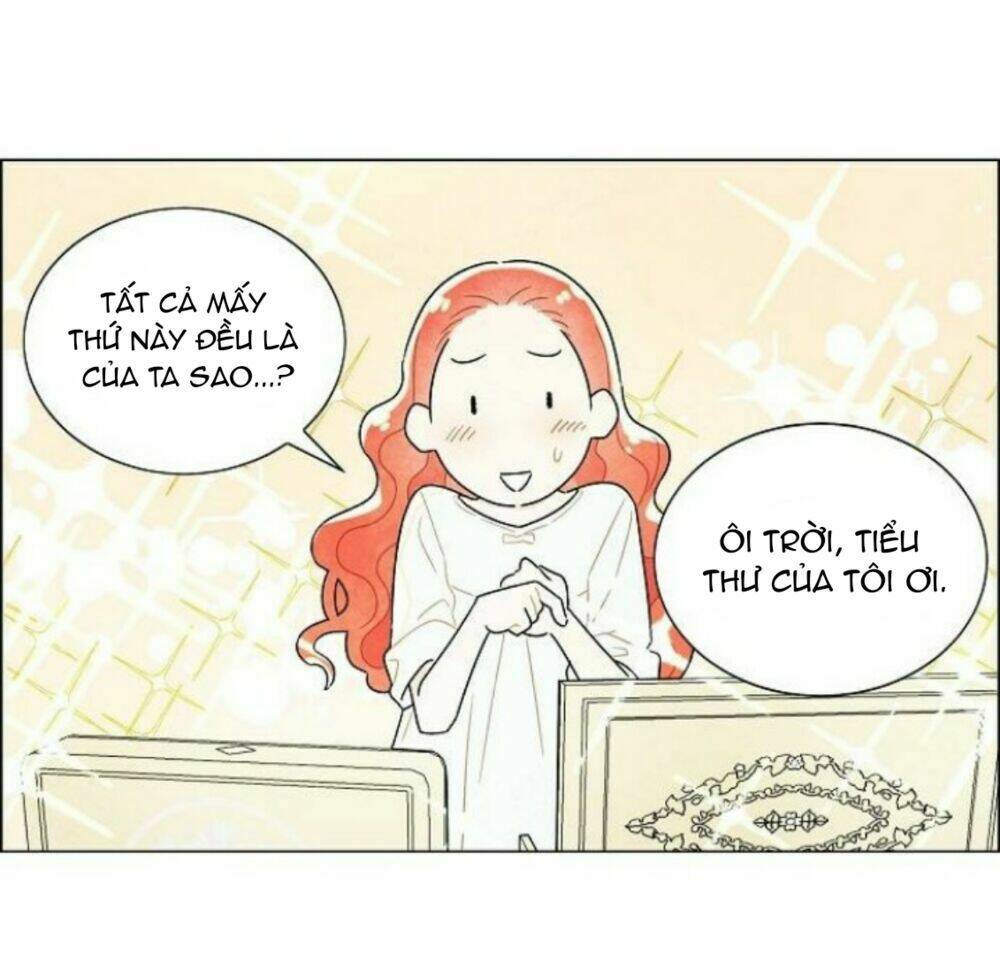 TẤT CẢ MẤY
THỨ NÀY ĐỀU LÀ
CỦA TA SAO...?
ÔI TRỜI, TIỂU
THƯ CỦA TÔI ƠI.